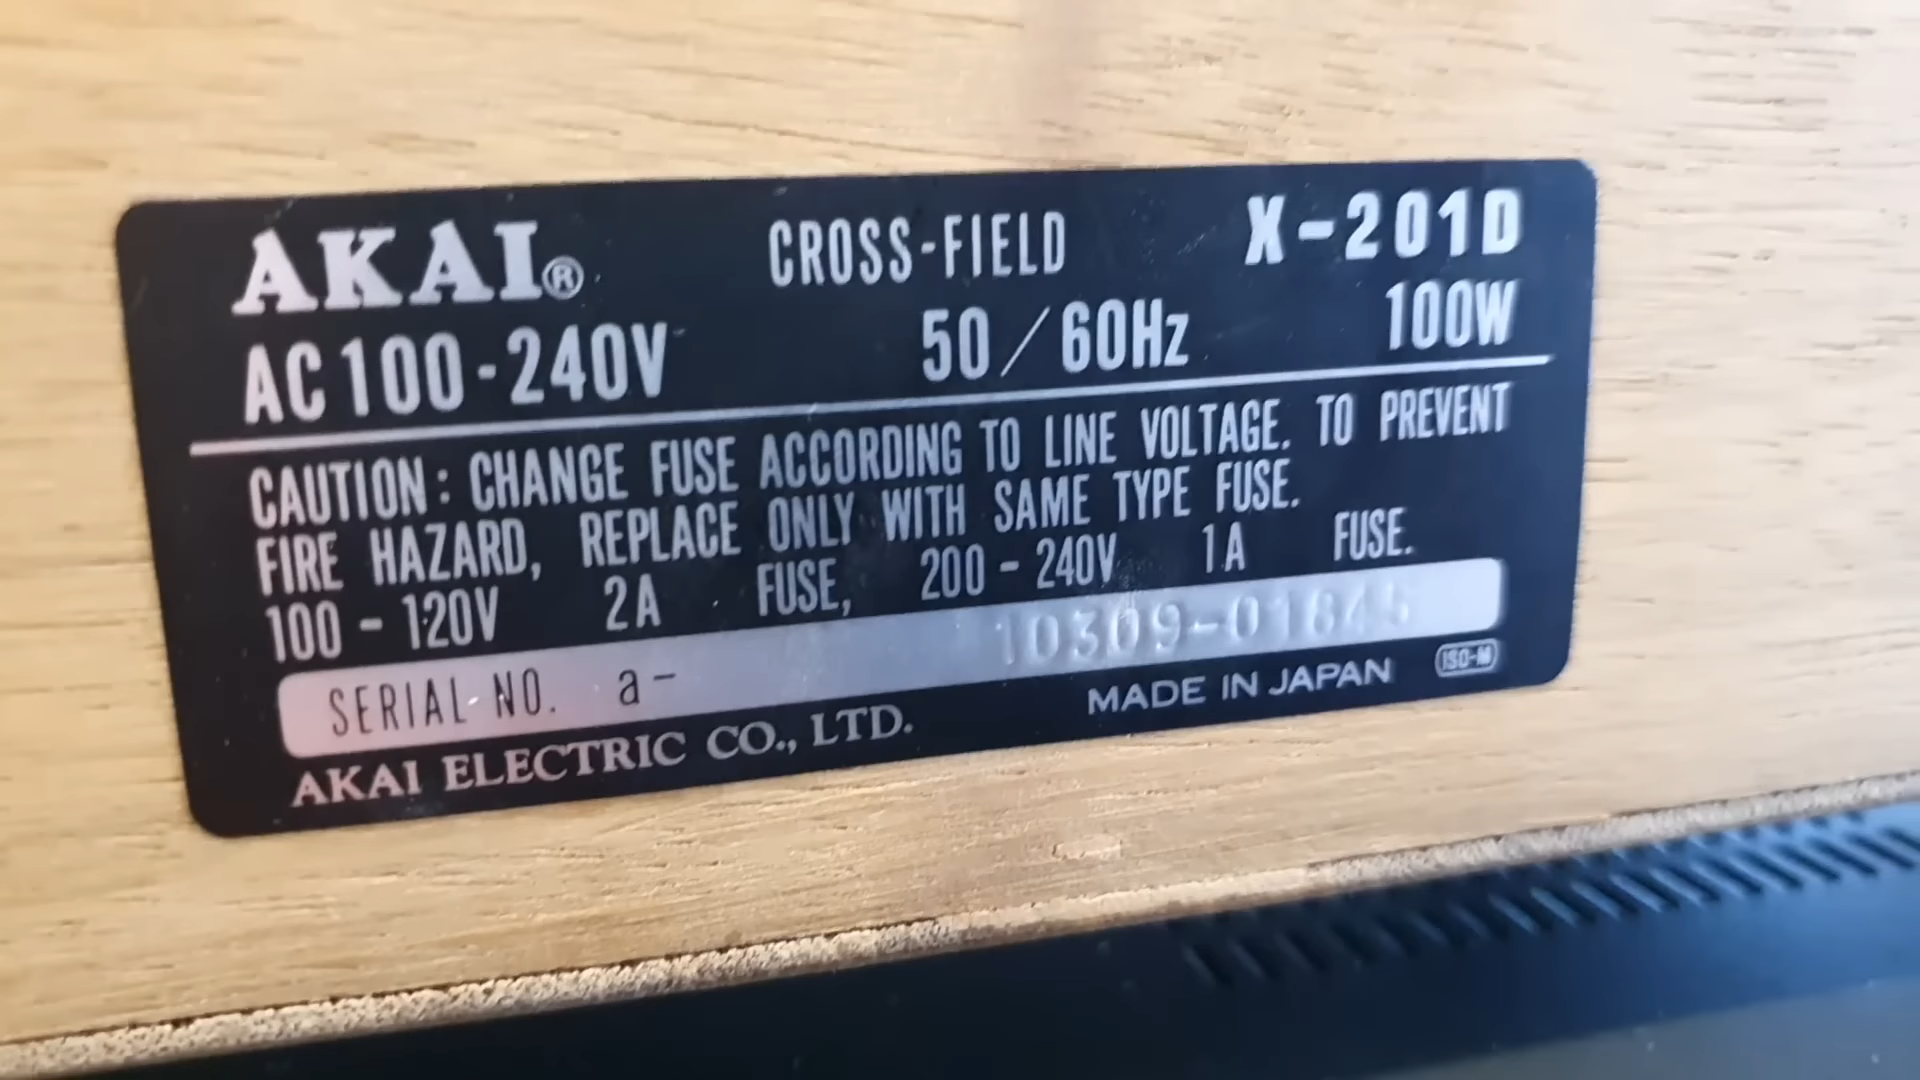 AKAI® CROSS-FIELD X-201D
AC 100-240V 50/60Hz 100W
CAUTION: CHANGE FUSE ACCORDING TO LINE VOLTAGE. TO PREVENT
FIRE HAZARD, REPLACE ONLY WITH SAME TYPE FUSE.
100-120V 2A FUSE, 200-240V 1A FUSE.
SERIAL NO. a- 10309-01845
AKAI ELECTRIC CO., LTD. MADE IN JAPAN ISO-M